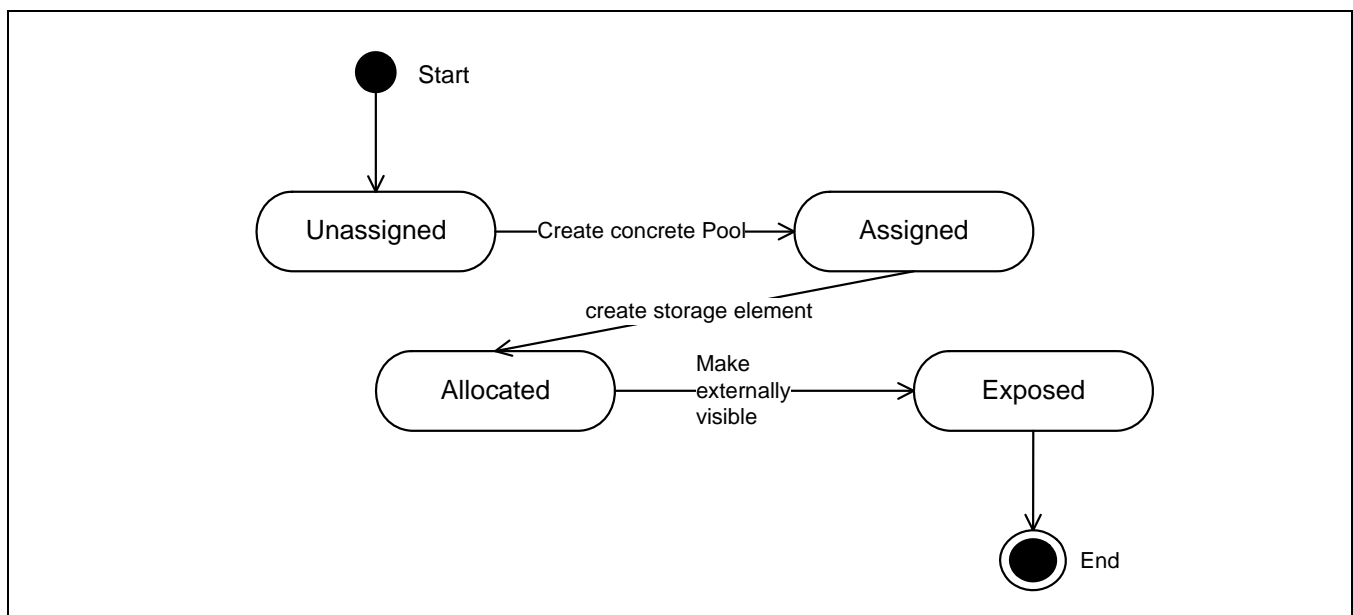 Start
Unassigned
Create concrete Pool
Assigned
create storage element
Allocated
Make
externally
visible
Exposed
End